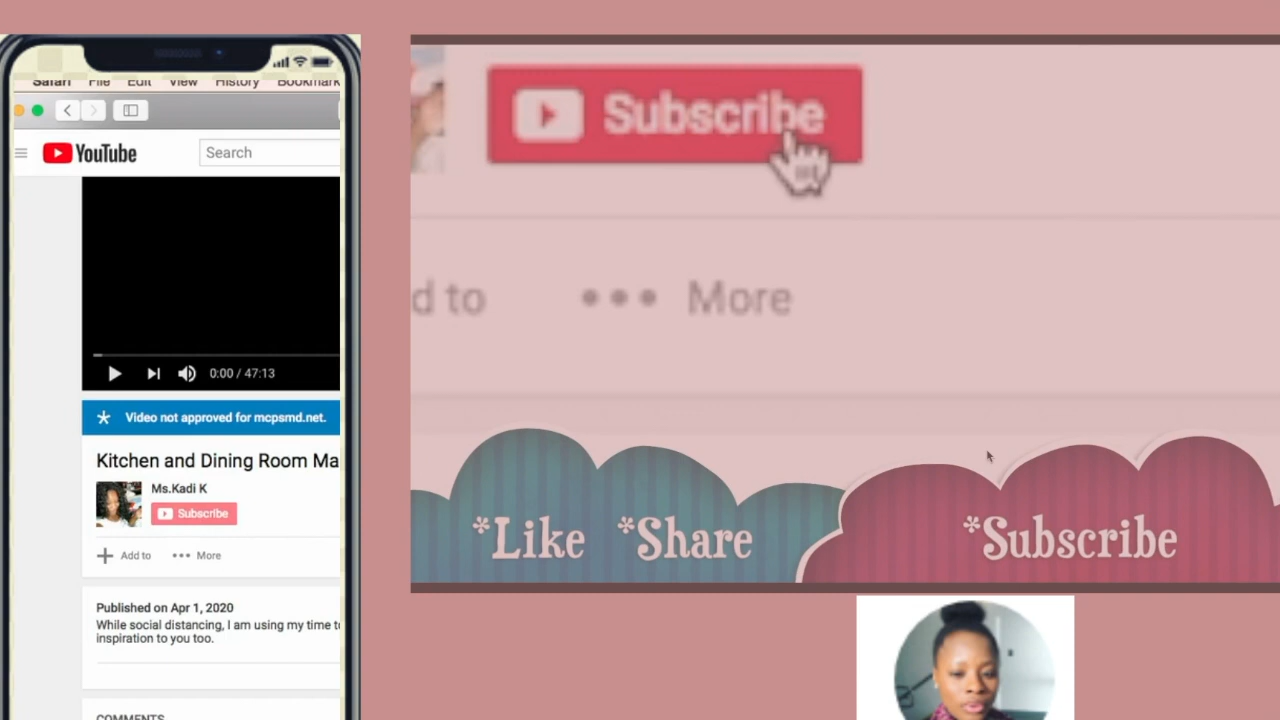 Safari File Edit View History Bookmark
YouTube
Search
0:00 / 47:13
Video not approved for mcpsmd.net.
Kitchen and Dining Room Ma
Ms.Kadi K
Subscribe
Add to
More
Published on Apr 1, 2020
While social distancing, I am using my time t
inspiration to you too.
COMMENTS
Subscribe
d to
More
*Like *Share
*Subscribe